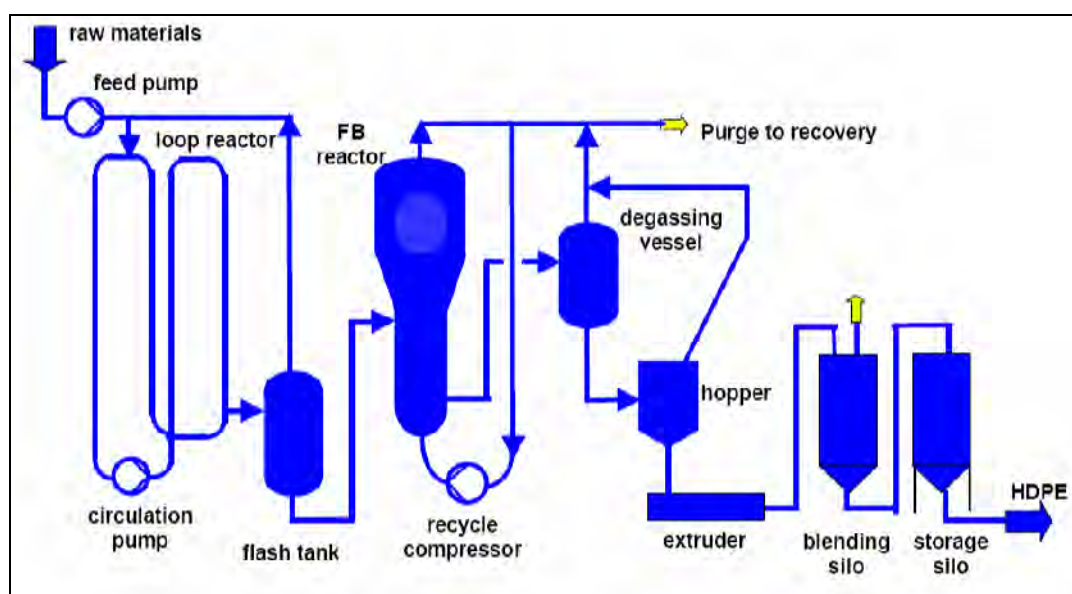 raw materials
feed pump
loop reactor
FB
reactor
Purge to recovery
degassing
vessel
hopper
HDPE
circulation
pump
flash tank
recycle
compressor
extruder
blending
silo
storage
silo